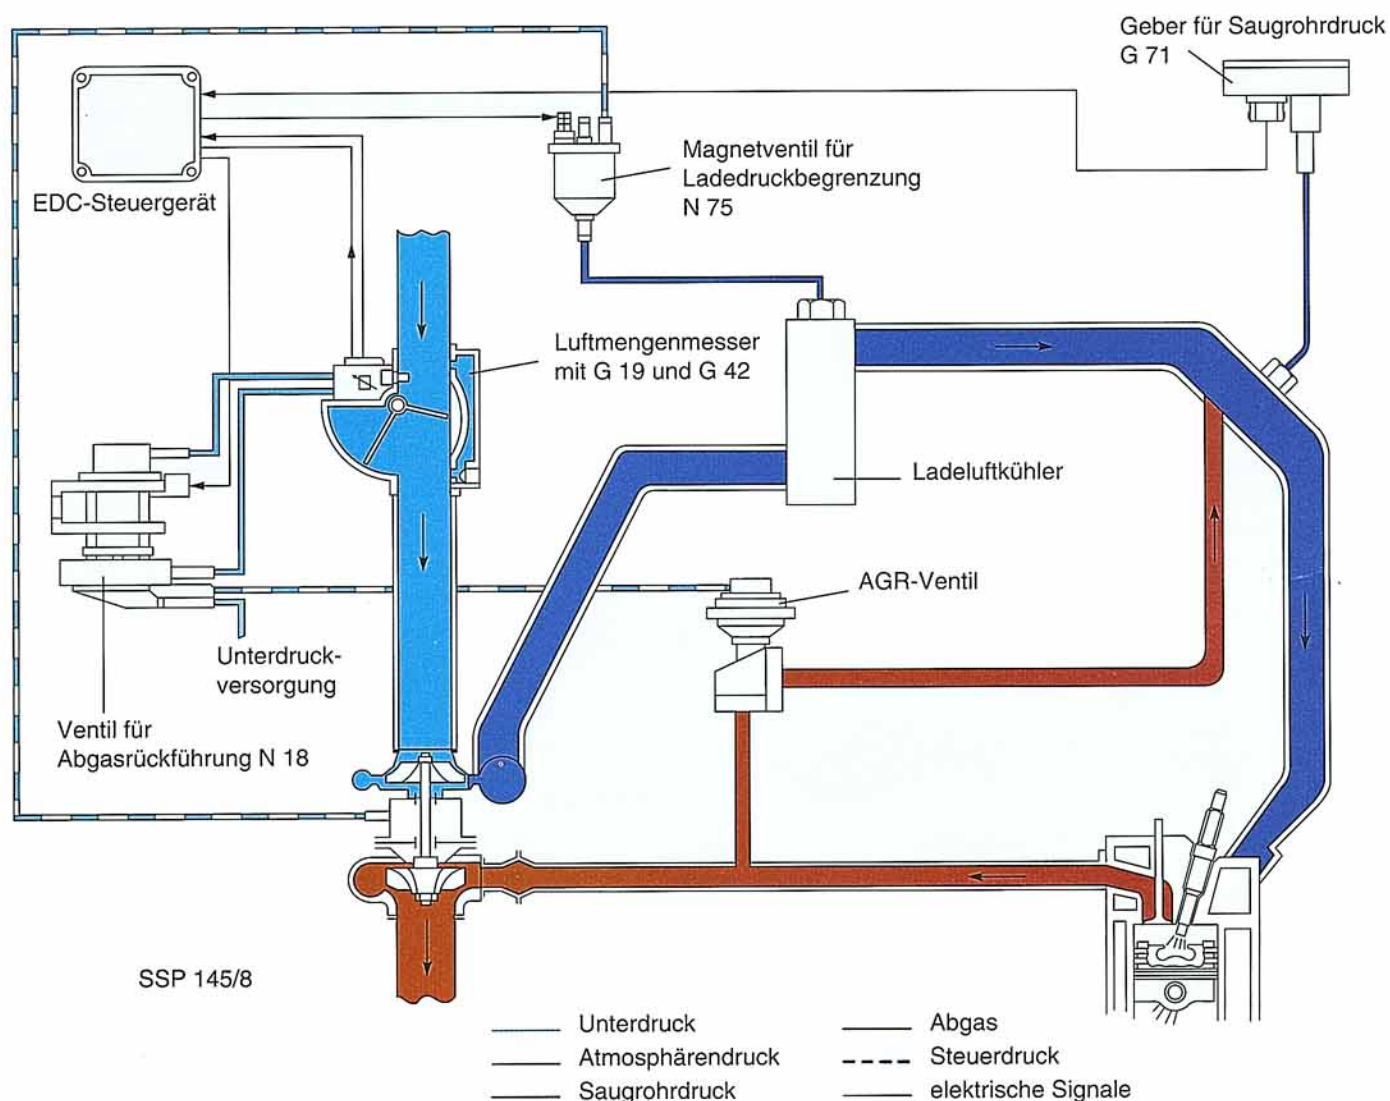 Geber für Saugrohrdruck
G 71
EDC-Steuergerät
Magnetventil für
Ladedruckbegrenzung
N 75
Luftmengenmesser
mit G 19 und G 42
Ladeluftkühler
AGR-Ventil
Unterdruck-
versorgung
Ventil für
Abgasrückführung N 18
SSP 145/8
Unterdruck
Atmosphärendruck
Saugrohrdruck
Abgas
Steuerdruck
elektrische Signale